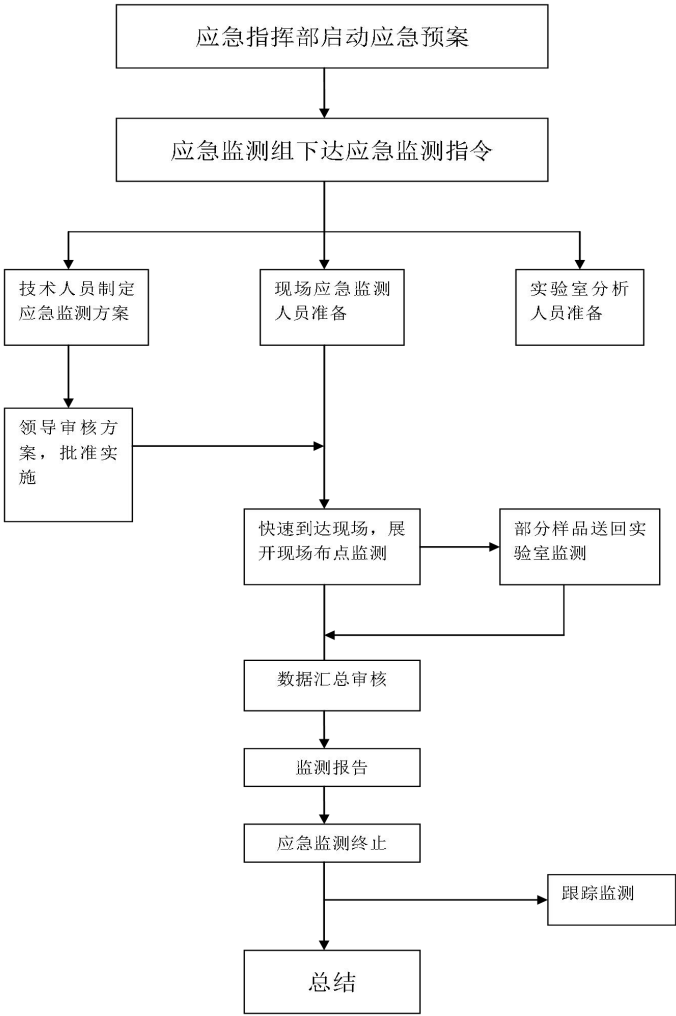 应急指挥部启动应急预案
应急监测组下达应急监测指令
技术人员制定
应急监测方案
现场应急监测
人员准备
实验室分析
人员准备
领导审核方
案，批准实
施
快速到达现场，展
开现场布点监测
部分样品送回实
验室监测
数据汇总审核
监测报告
应急监测终止
跟踪监测
总结